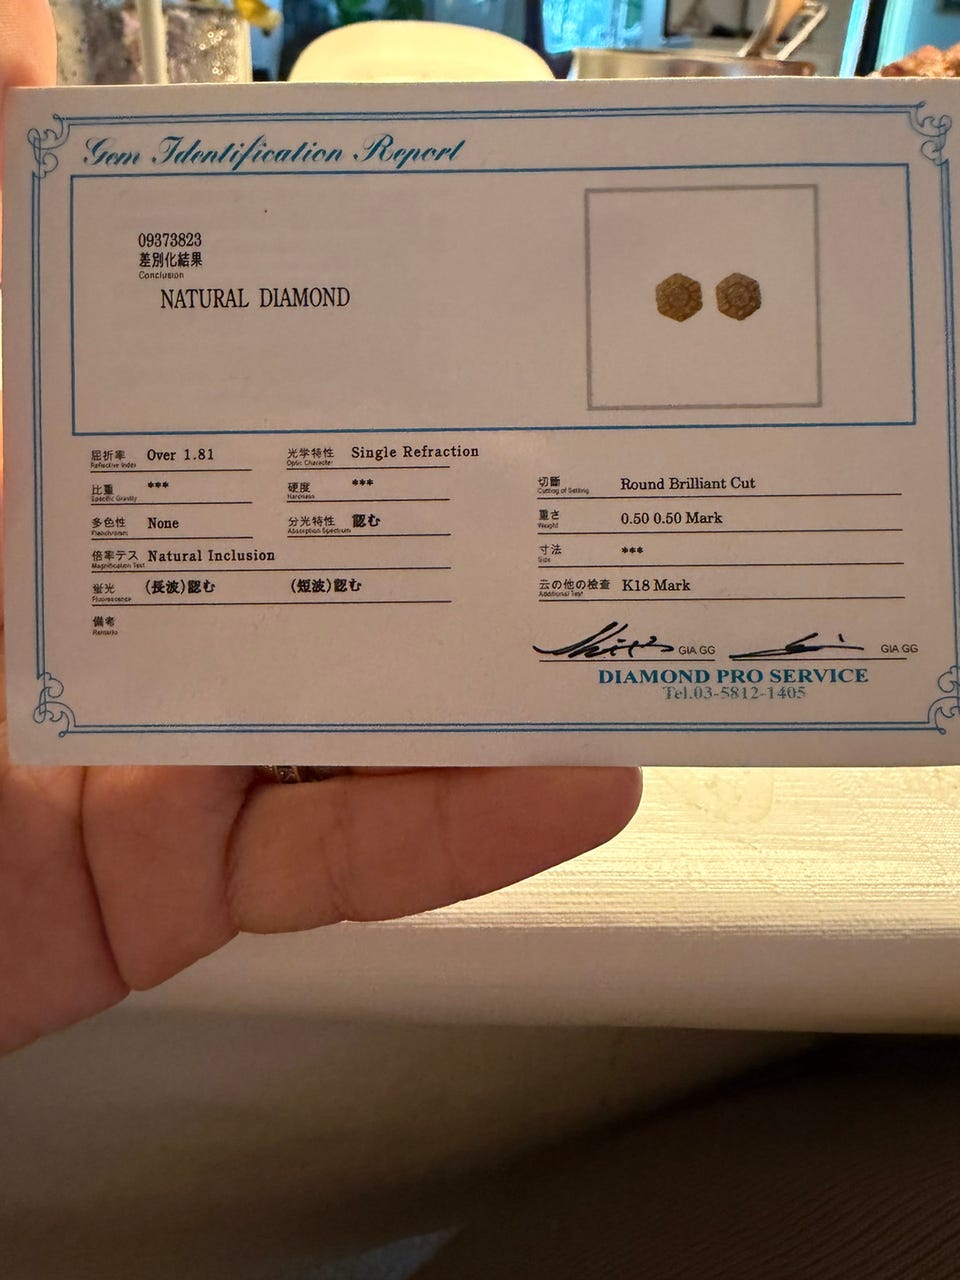 Gem Identification Report
09373823
差別化結果
Conclusion
NATURAL DIAMOND
屈折率 Over 1.81
Refractive Index
光学特性 Single Refraction
Optic Character
比重 ***
Specific Gravity
硬度 ***
Hardness
多色性 None
Pleochroism
分光特性 認む
Absorption Spectrum
倍率テス Natural Inclusion
Magnification Test
蛍光 (長波)認む (短波)認む
Fluorescence
備考
Remarks
切斷 Round Brilliant Cut
Cutting of Setting
重さ 0.50 0.50 Mark
Weight
寸法 ***
Size
云の他の検査 K18 Mark
Additional Test
GIA GG GIA GG
DIAMOND PRO SERVICE
Tel.03-5812-1405